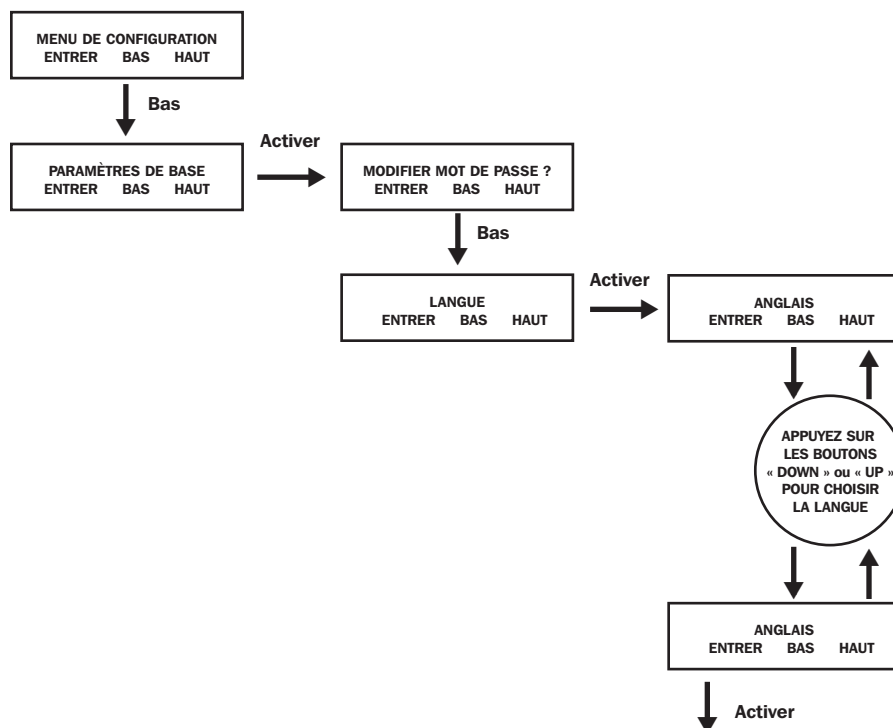 MENU DE CONFIGURATION
ENTRER BAS HAUT
Bas
PARAMÈTRES DE BASE
ENTRER BAS HAUT
Activer
MODIFIER MOT DE PASSE ?
ENTRER BAS HAUT
Bas
LANGUE
ENTRER BAS HAUT
Activer
ANGLAIS
ENTRER BAS HAUT
APPUYEZ SUR
LES BOUTONS
« DOWN » ou « UP »
POUR CHOISIR
LA LANGUE
ANGLAIS
ENTRER BAS HAUT
Activer